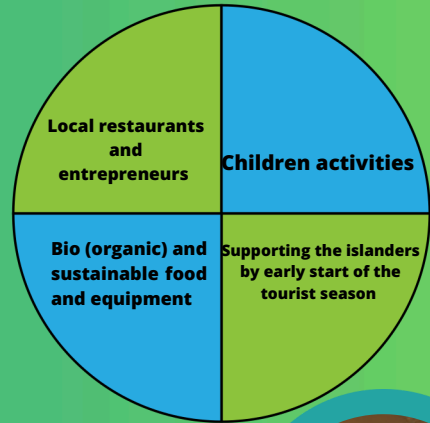 Local restaurants
and
entrepreneurs
Children activities
Bio (organic) and
sustainable food
and equipment
Supporting the islanders
by early start of the
tourist season